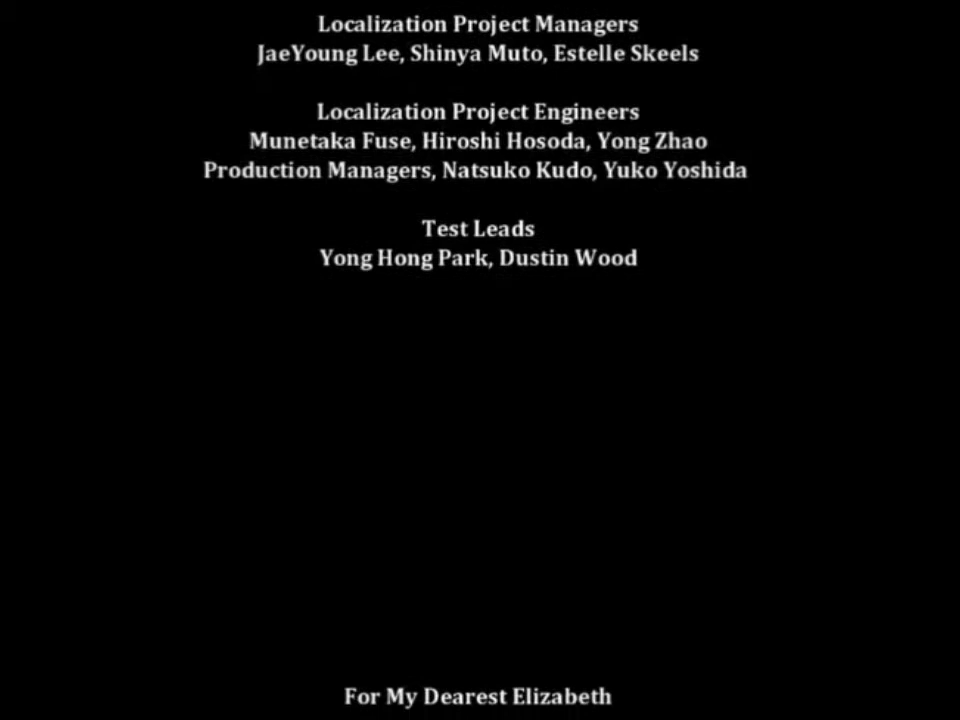 Localization Project Managers
JaeYoung Lee, Shinya Muto, Estelle Skeels
Localization Project Engineers
Munetaka Fuse, Hiroshi Hosoda, Yong Zhao
Production Managers, Natsuko Kudo, Yuko Yoshida
Test Leads
Yong Hong Park, Dustin Wood
For My Dearest Elizabeth